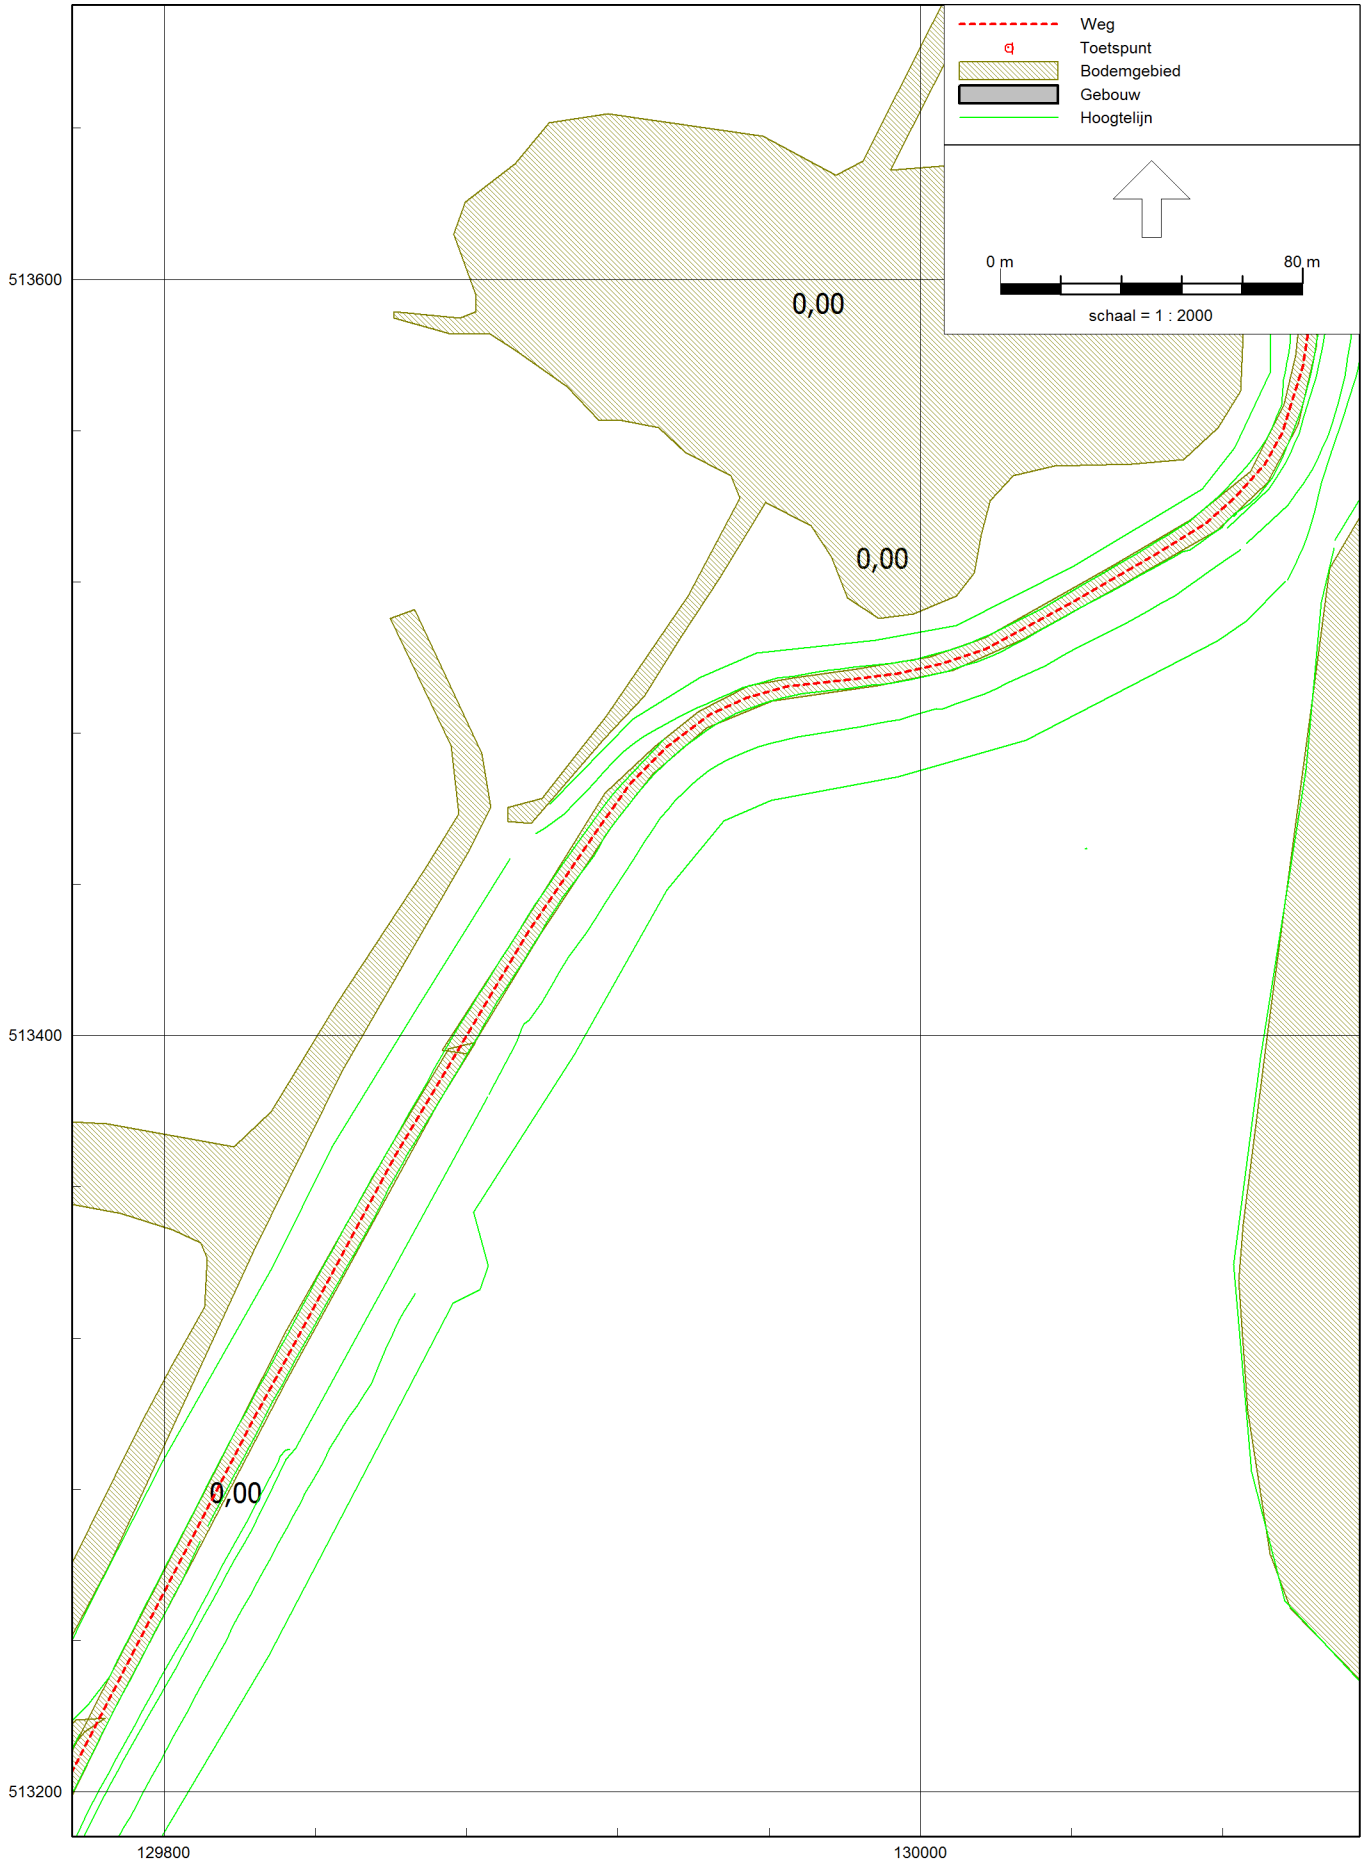 Weg
Toetspunt
Bodemgebied
Gebouw
Hoogtelijn
0 m 80 m
schaal = 1 : 2000
513600
0,00
0,00
513400
0,00
513200
129800 130000